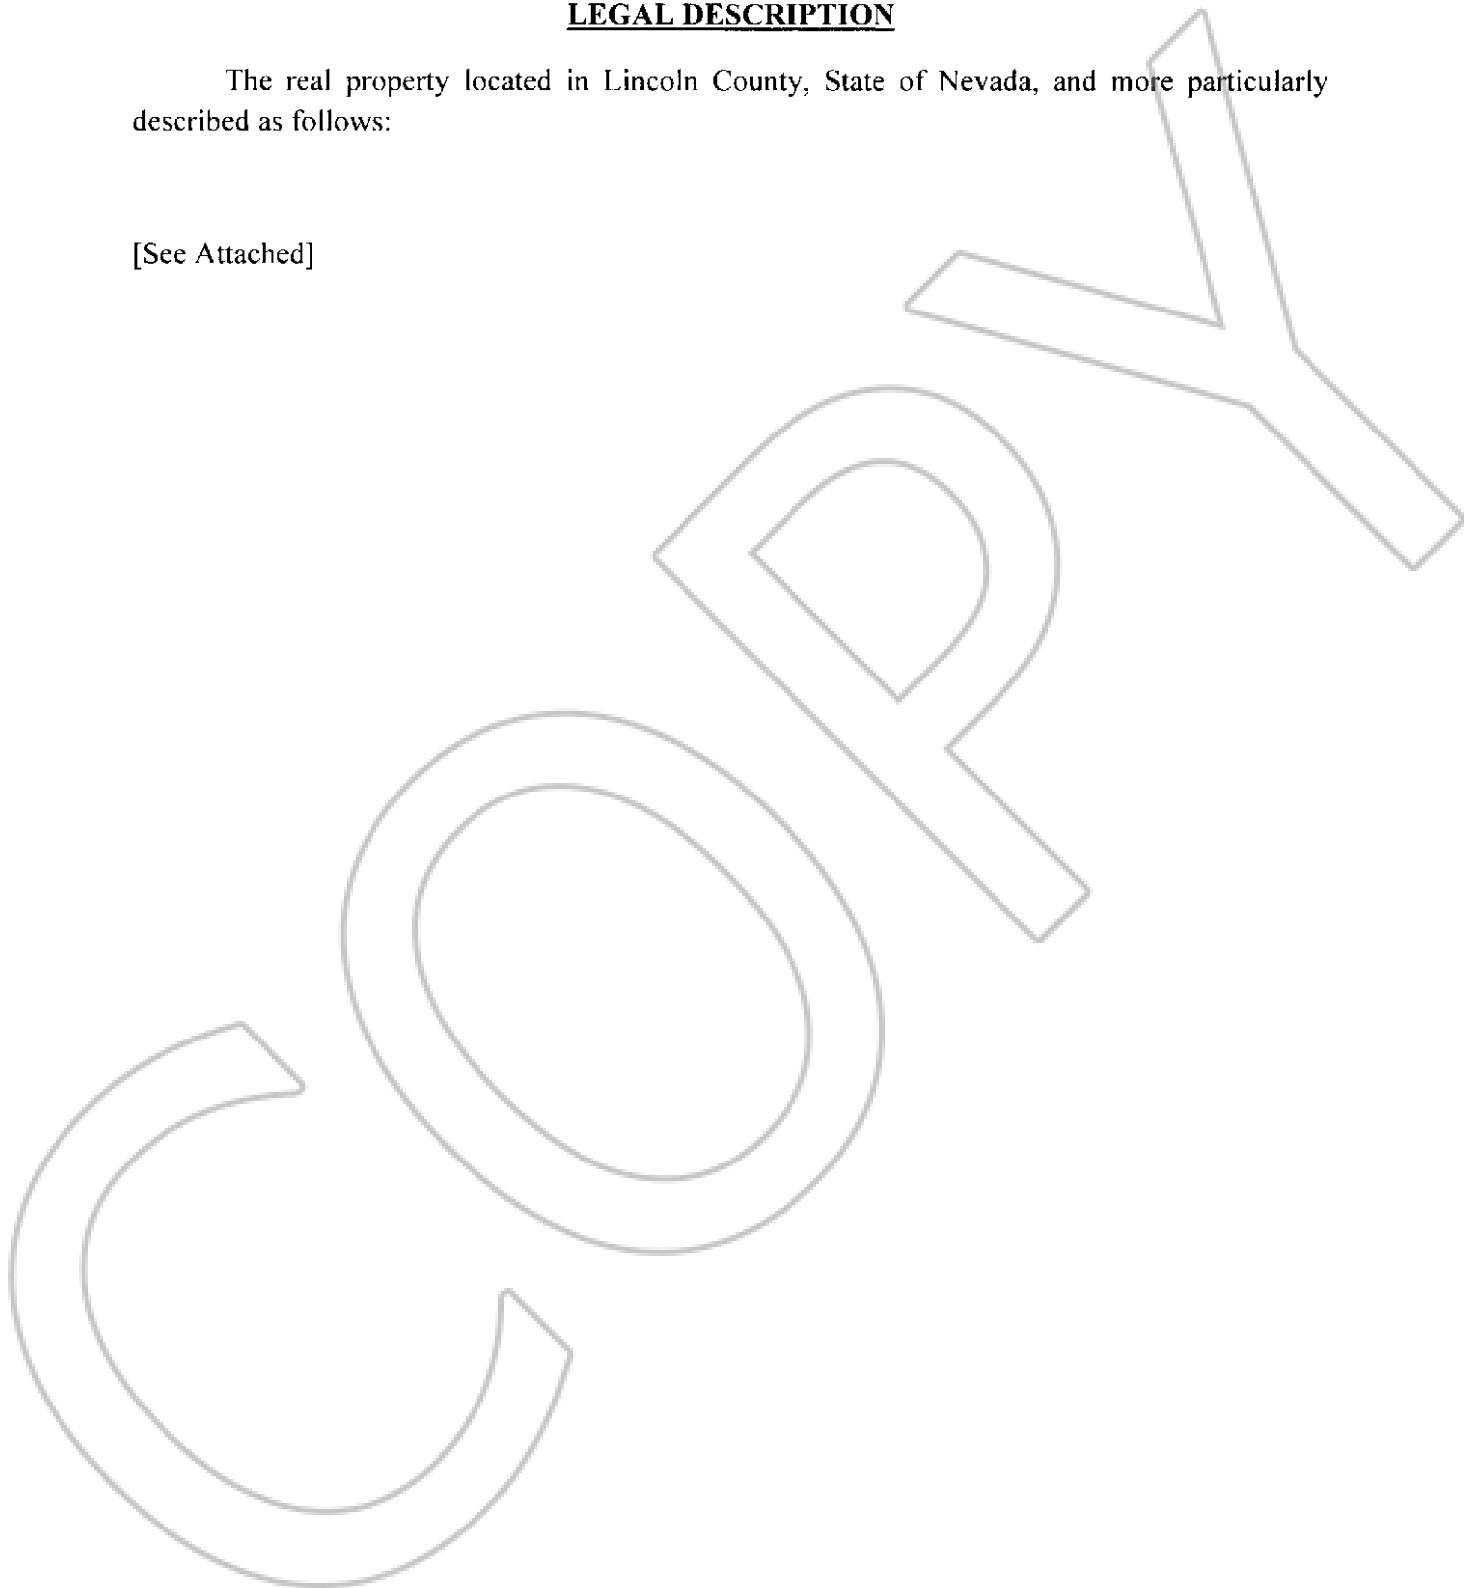 LEGAL DESCRIPTION
The real property located in Lincoln County, State of Nevada, and more particularly
described as follows:
[See Attached]
COPY